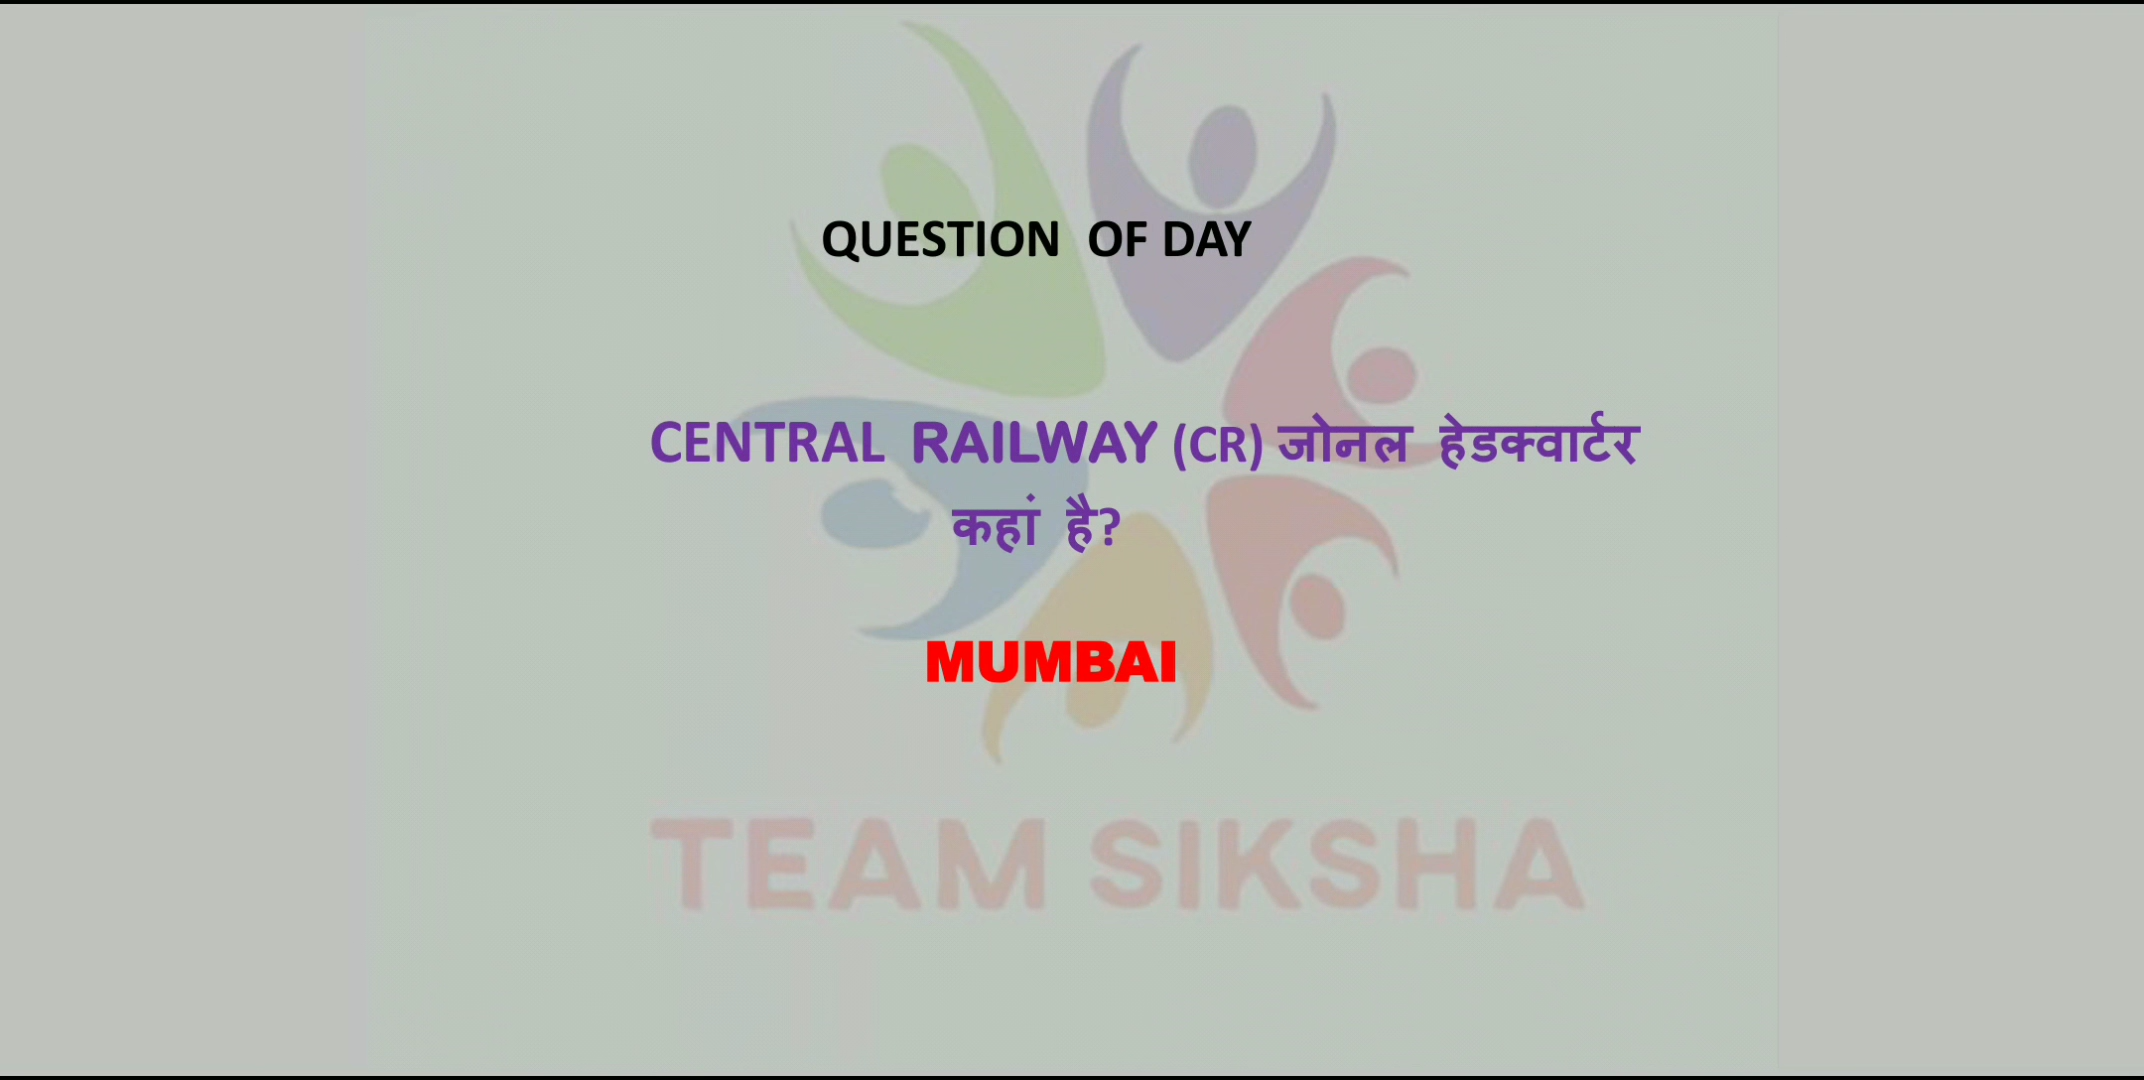 QUESTION OF DAY
CENTRAL RAILWAY (CR) जोनल हेडक्वार्टर
कहां है?
MUMBAI
TEAM SIKSHA